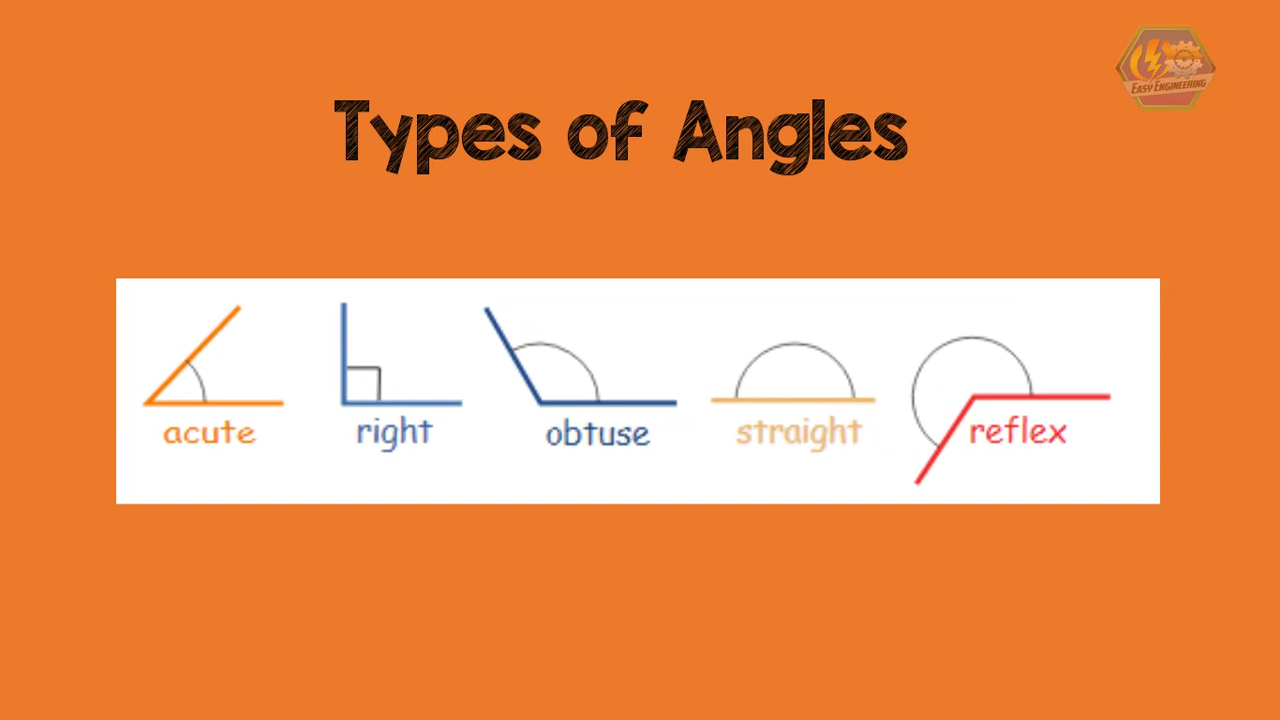 EASY ENGINEERING
Types of Angles
acute right obtuse straight reflex